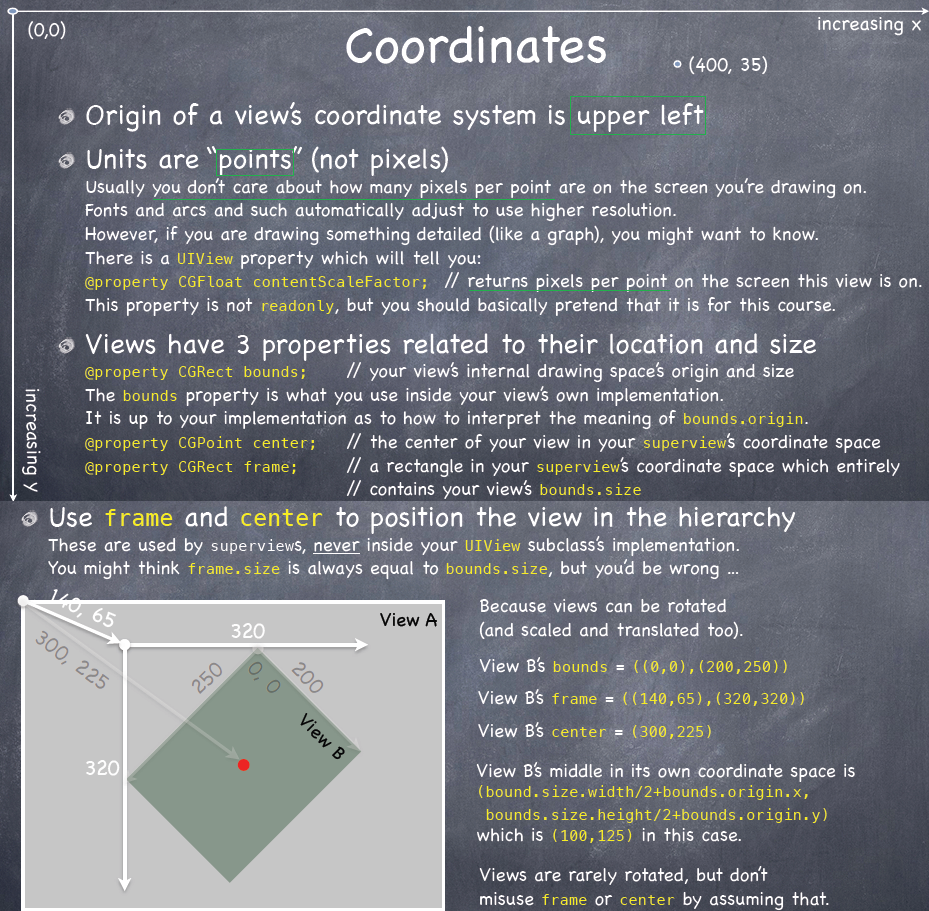 (0,0)
increasing x
Coordinates
(400, 35)
Origin of a view's coordinate system is upper left
Units are "points" (not pixels)
Usually you don't care about how many pixels per point are on the screen you're drawing on.
Fonts and arcs and such automatically adjust to use higher resolution.
However, if you are drawing something detailed (like a graph), you might want to know.
There is a UIView property which will tell you:
@property CGFloat contentScaleFactor; // returns pixels per point on the screen this view is on.
This property is not readonly, but you should basically pretend that it is for this course.
Views have 3 properties related to their location and size
@property CGRect bounds; // your view's internal drawing space's origin and size
The bounds property is what you use inside your view's own implementation.
It is up to your implementation as to how to interpret the meaning of bounds.origin.
@property CGPoint center; // the center of your view in your superview's coordinate space
@property CGRect frame; // a rectangle in your superview's coordinate space which entirely
// contains your view's bounds.size
increasing y
Use frame and center to position the view in the hierarchy
These are used by superviews, never inside your UIView subclass's implementation.
You might think frame.size is always equal to bounds.size, but you'd be wrong …
140, 65
300, 225
320
View A
250
0, 0
200
View B
320
Because views can be rotated
(and scaled and translated too).
View B's bounds = ((0,0),(200,250))
View B's frame = ((140,65),(320,320))
View B's center = (300,225)
View B's middle in its own coordinate space is
(bound.size.width/2+bounds.origin.x,
bounds.size.height/2+bounds.origin.y)
which is (100,125) in this case.
Views are rarely rotated, but don't
misuse frame or center by assuming that.